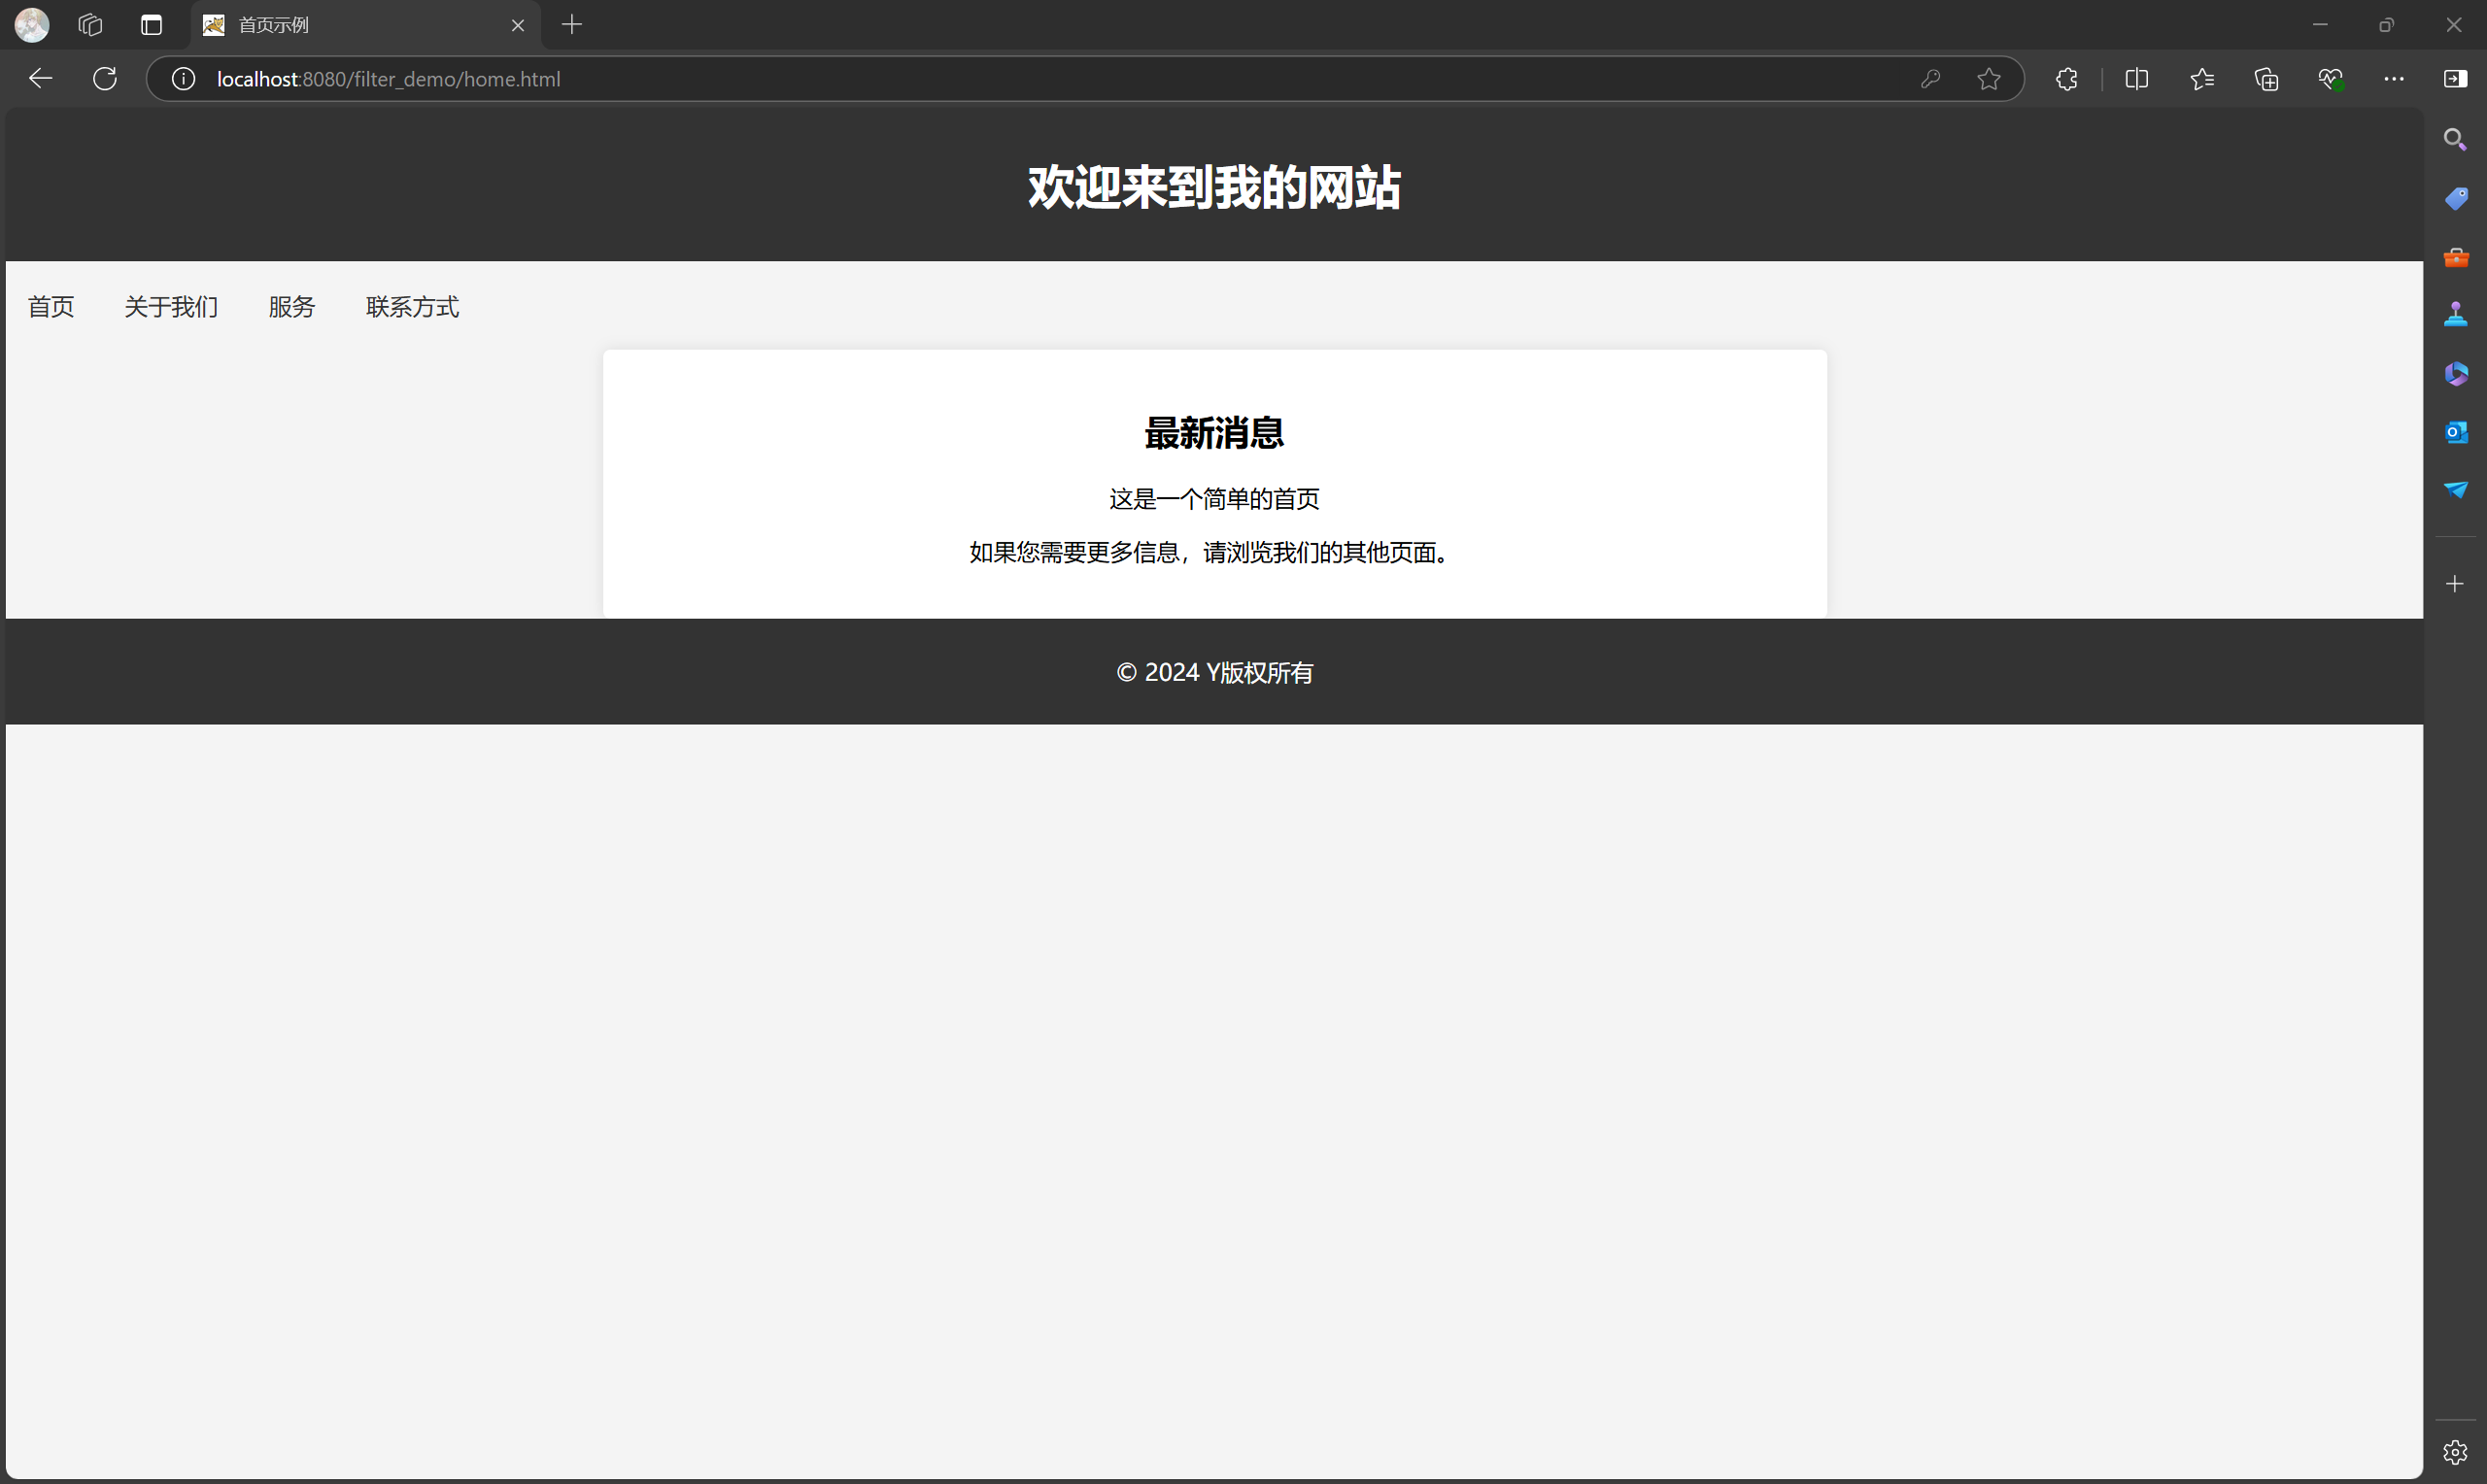 首页示例
localhost:8080/filter_demo/home.html
欢迎来到我的网站
首页 关于我们 服务 联系方式
最新消息
这是一个简单的首页
如果您需要更多信息，请浏览我们的其他页面。
© 2024 Y版权所有